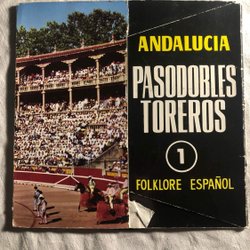 ANDALUCIA
PASODOBLES
TOREROS
1
FOLKLORE ESPAÑOL